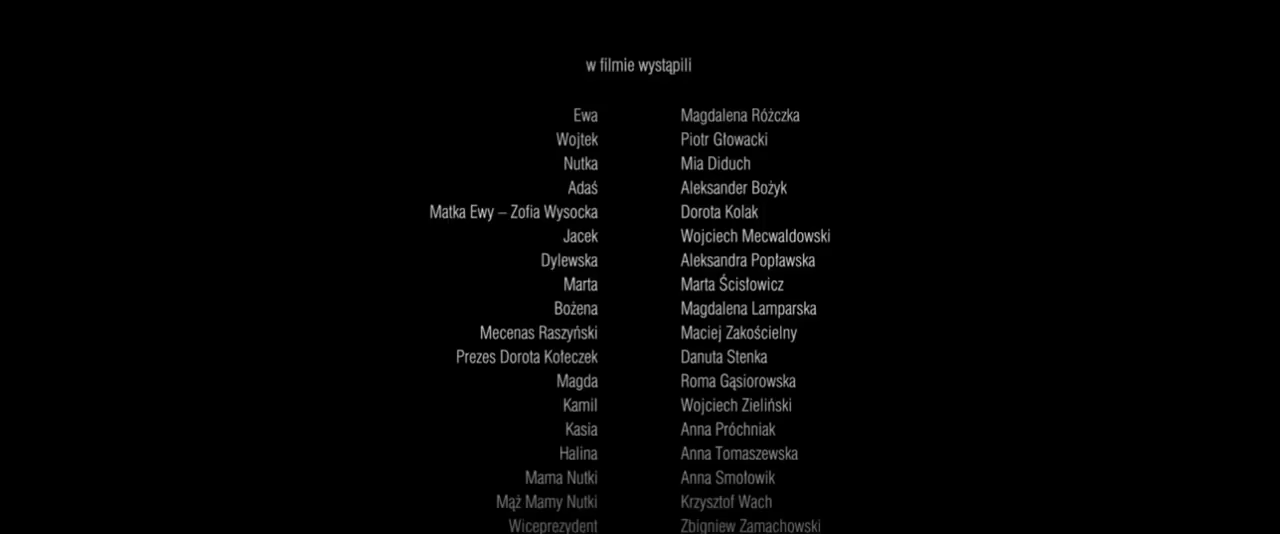 w filmie wystąpili
Ewa Magdalena Różczka
Wojtek Piotr Głowacki
Nutka Mia Diduch
Adaś Aleksander Bożyk
Matka Ewy – Zofia Wysocka Dorota Kolak
Jacek Wojciech Mecwaldowski
Dylewska Aleksandra Popławska
Marta Marta Ścisłowicz
Bożena Magdalena Lamparska
Mecenas Raszyński Maciej Zakościelny
Prezes Dorota Kołeczek Danuta Stenka
Magda Roma Gąsiorowska
Kamil Wojciech Zieliński
Kasia Anna Próchniak
Halina Anna Tomaszewska
Mama Nutki Anna Smołowik
Mąż Mamy Nutki Krzysztof Wach
Wiceprezydent Zbigniew Zamachowski